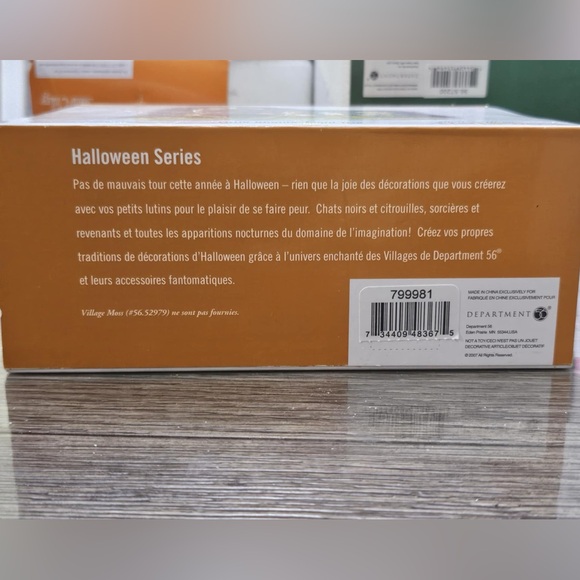 Halloween Series
Pas de mauvais tour cette année à Halloween – rien que la joie des décorations que vous créerez
avec vos petits lutins pour le plaisir de se faire peur. Chats noirs et citrouilles, sorcières et
revenants et toutes les apparitions nocturnes du domaine de l'imagination! Créez vos propres
traditions de décorations d'Halloween grâce à l'univers enchanté des Villages de Department 56®
et leurs accessoires fantomatiques.
Village Moss (#56.52979) ne sont pas fournies.
799981
7 34409 48367 5
MADE IN CHINA EXCLUSIVELY FOR
FABRIQUÉ EN CHINE EXCLUSIVEMENT POUR
DEPARTMENT 56
Department 56
Eden Prairie MN 55344,USA
NOT A TOY/CECI N'EST PAS UN JOUET
DECORATIVE ARTICLE/OBJET DÉCORATIF
©2007 All Rights Reserved.